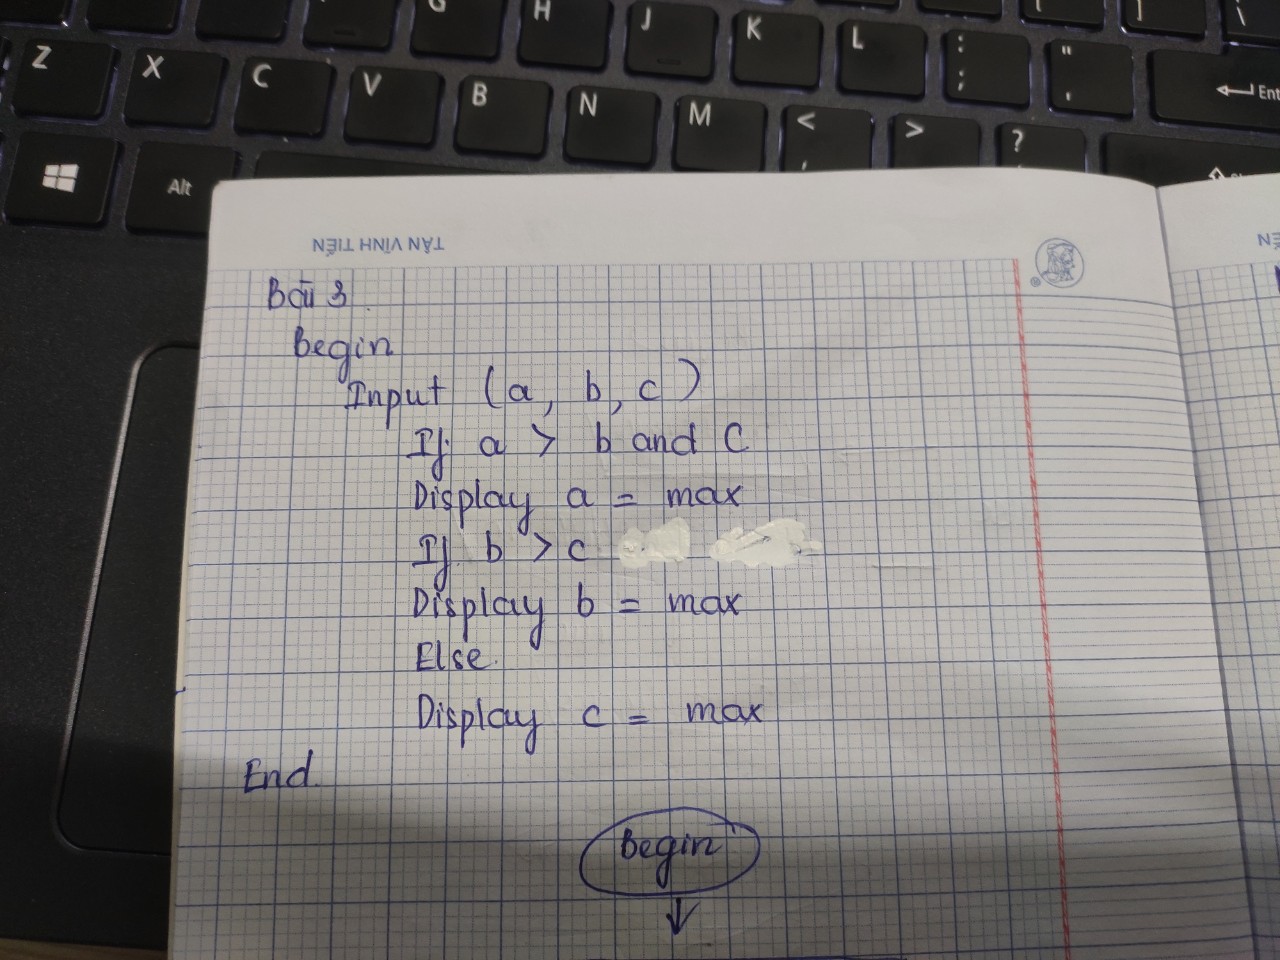 G H J K L : ; " '
[ ] \
Z X C V B N M < , > ? Ent
Alt
TÂN VĨNH TIẾN
®
Bài 3.
Begin
Input (a, b, c)
If a > b and C
Display a = max
If b > c
Display b = max
Else.
Display c = max
End.
Begin